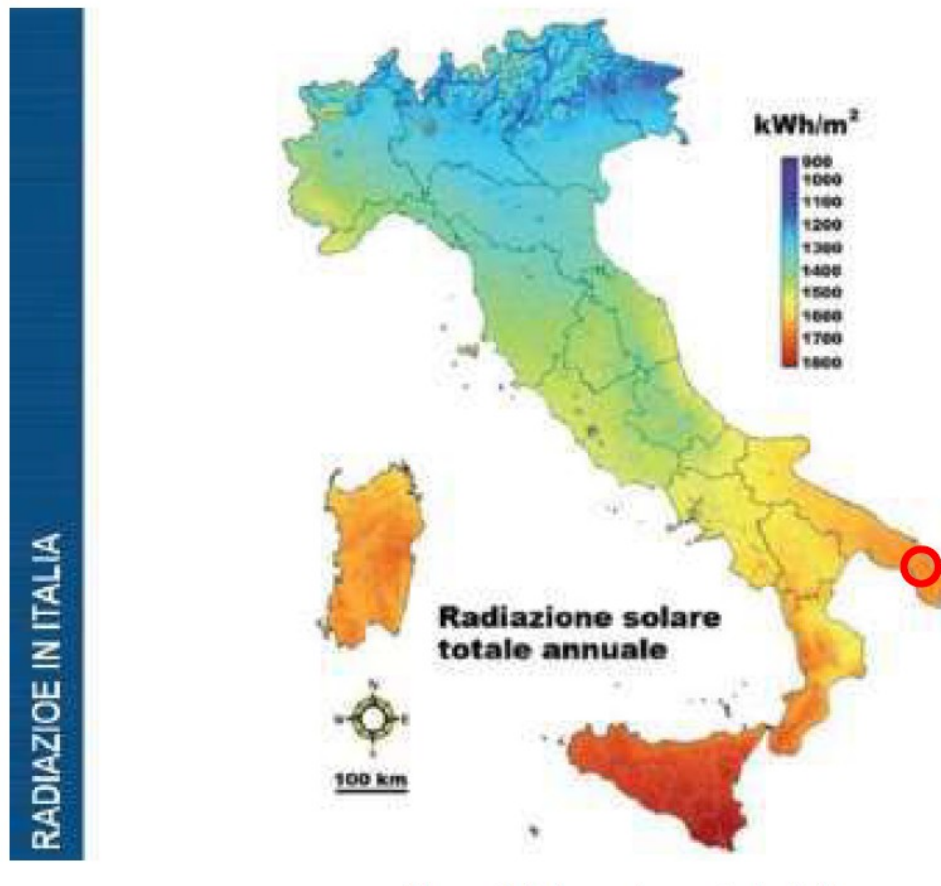 RADIAZIOE IN ITALIA
kWh/m²
900
1000
1100
1200
1300
1400
1500
1600
1700
1800
Radiazione solare
totale annuale
N
W
E
100 km